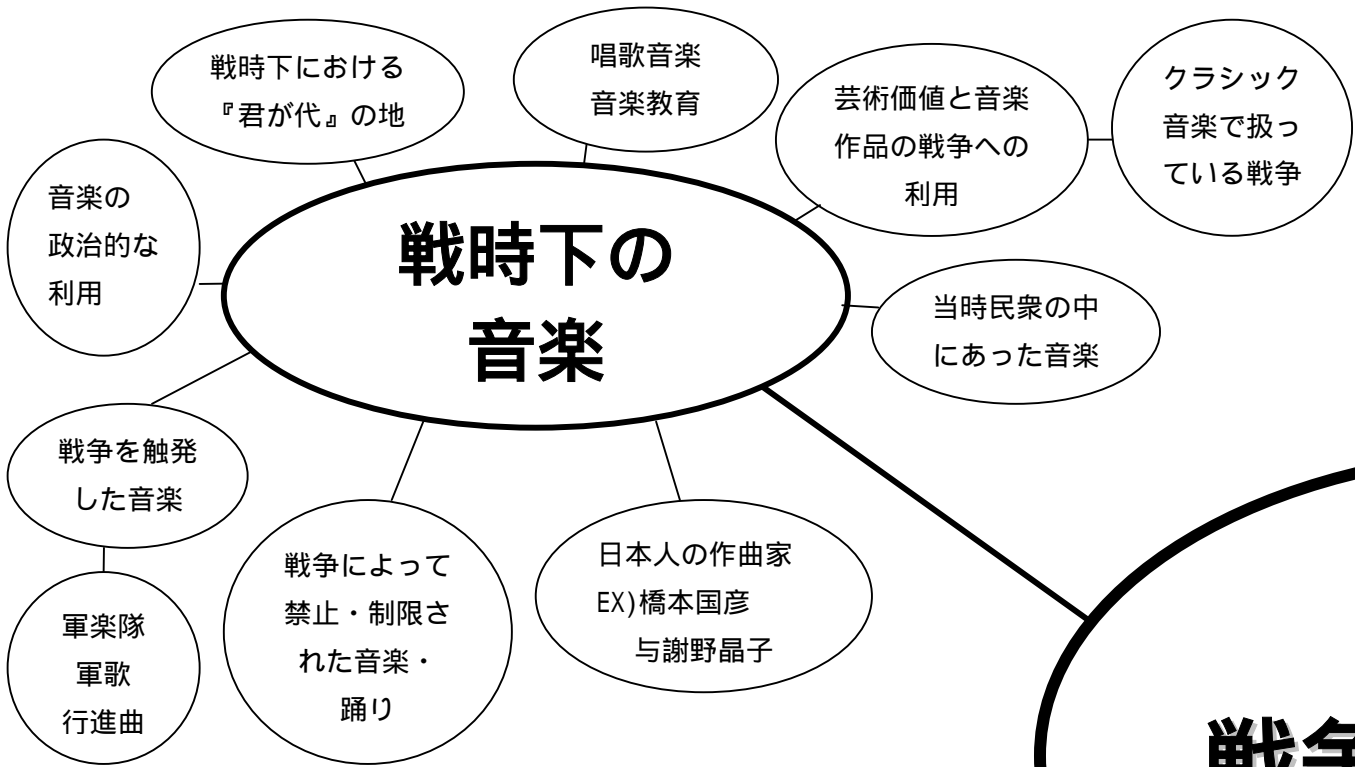 戦時下における
『君が代』の地
唱歌音楽
音楽教育
芸術価値と音楽
作品の戦争への
利用
クラシック
音楽で扱っ
ている戦争
音楽の
政治的な
利用
戦時下の
音楽
当時民衆の中
にあった音楽
戦争を触発
した音楽
軍楽隊
軍歌
行進曲
戦争によって
禁止・制限さ
れた音楽・
踊り
日本人の作曲家
EX)橋本国彦
与謝野晶子
戦争